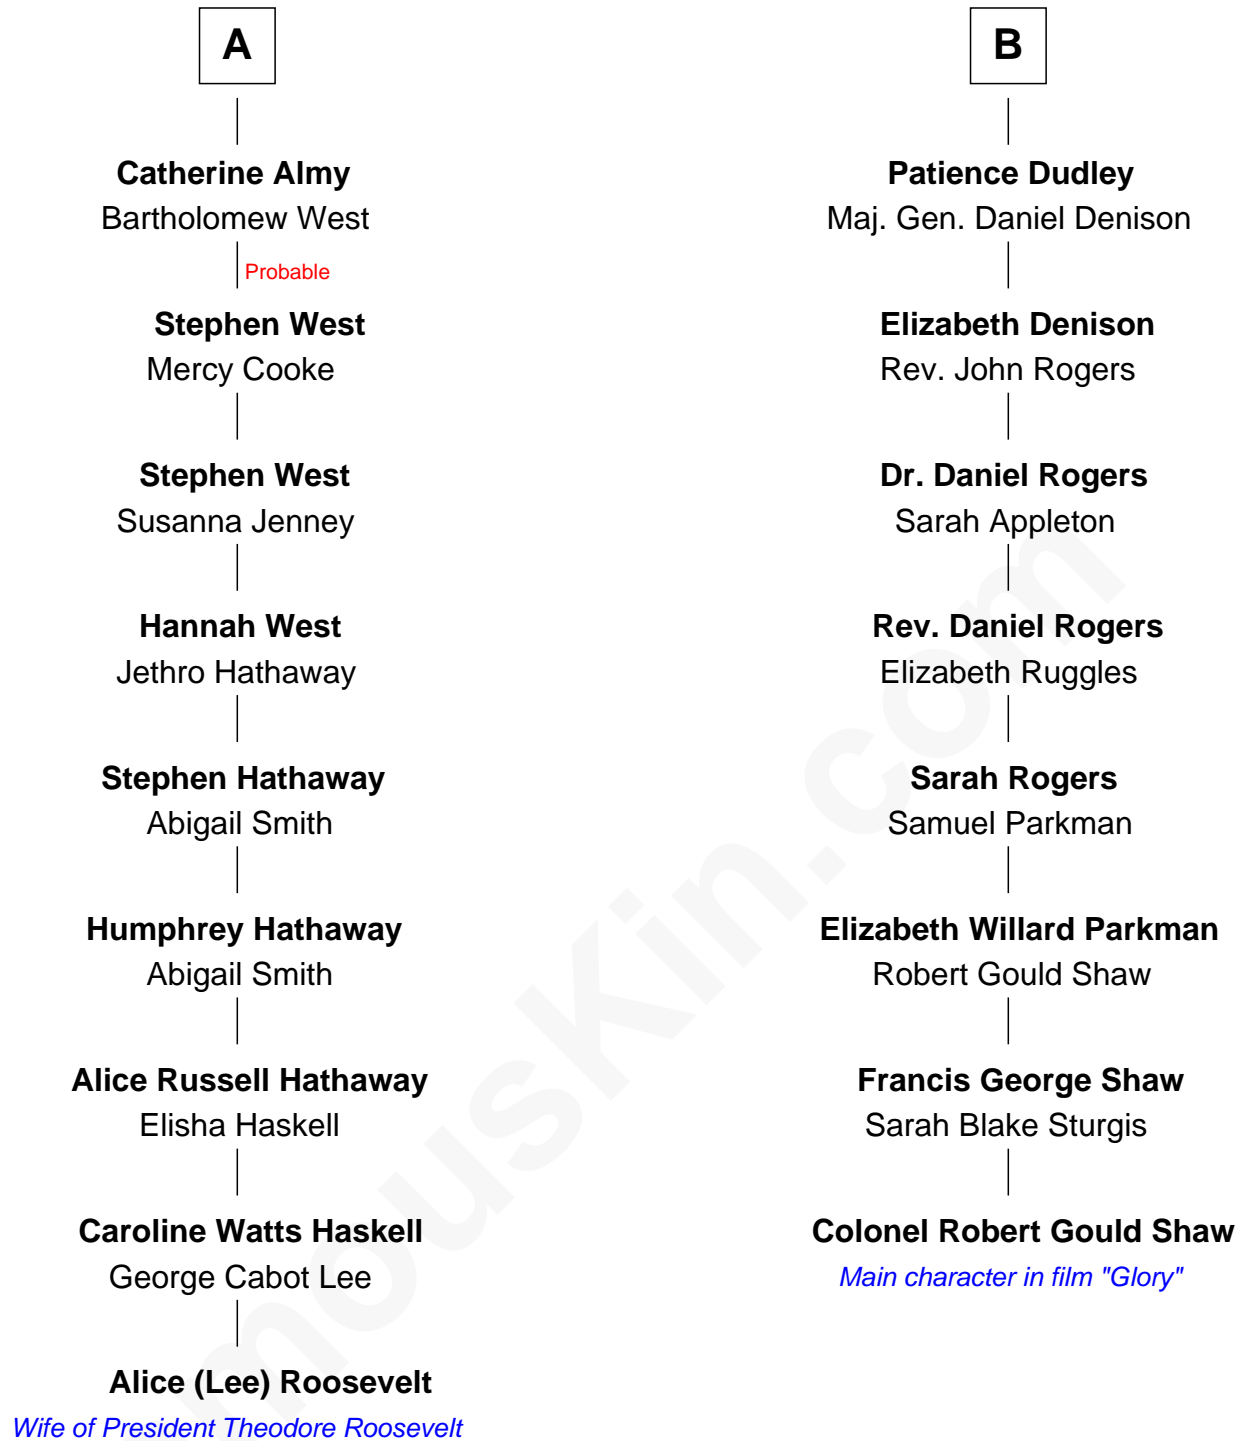 A
Catherine Almy
Bartholomew West
Probable
Stephen West
Mercy Cooke
Stephen West
Susanna Jenney
Hannah West
Jethro Hathaway
Stephen Hathaway
Abigail Smith
Humphrey Hathaway
Abigail Smith
Alice Russell Hathaway
Elisha Haskell
Caroline Watts Haskell
George Cabot Lee
Alice (Lee) Roosevelt
Wife of President Theodore Roosevelt
B
Patience Dudley
Maj. Gen. Daniel Denison
Elizabeth Denison
Rev. John Rogers
Dr. Daniel Rogers
Sarah Appleton
Rev. Daniel Rogers
Elizabeth Ruggles
Sarah Rogers
Samuel Parkman
Elizabeth Willard Parkman
Robert Gould Shaw
Francis George Shaw
Sarah Blake Sturgis
Colonel Robert Gould Shaw
Main character in film "Glory"
mousKin.com